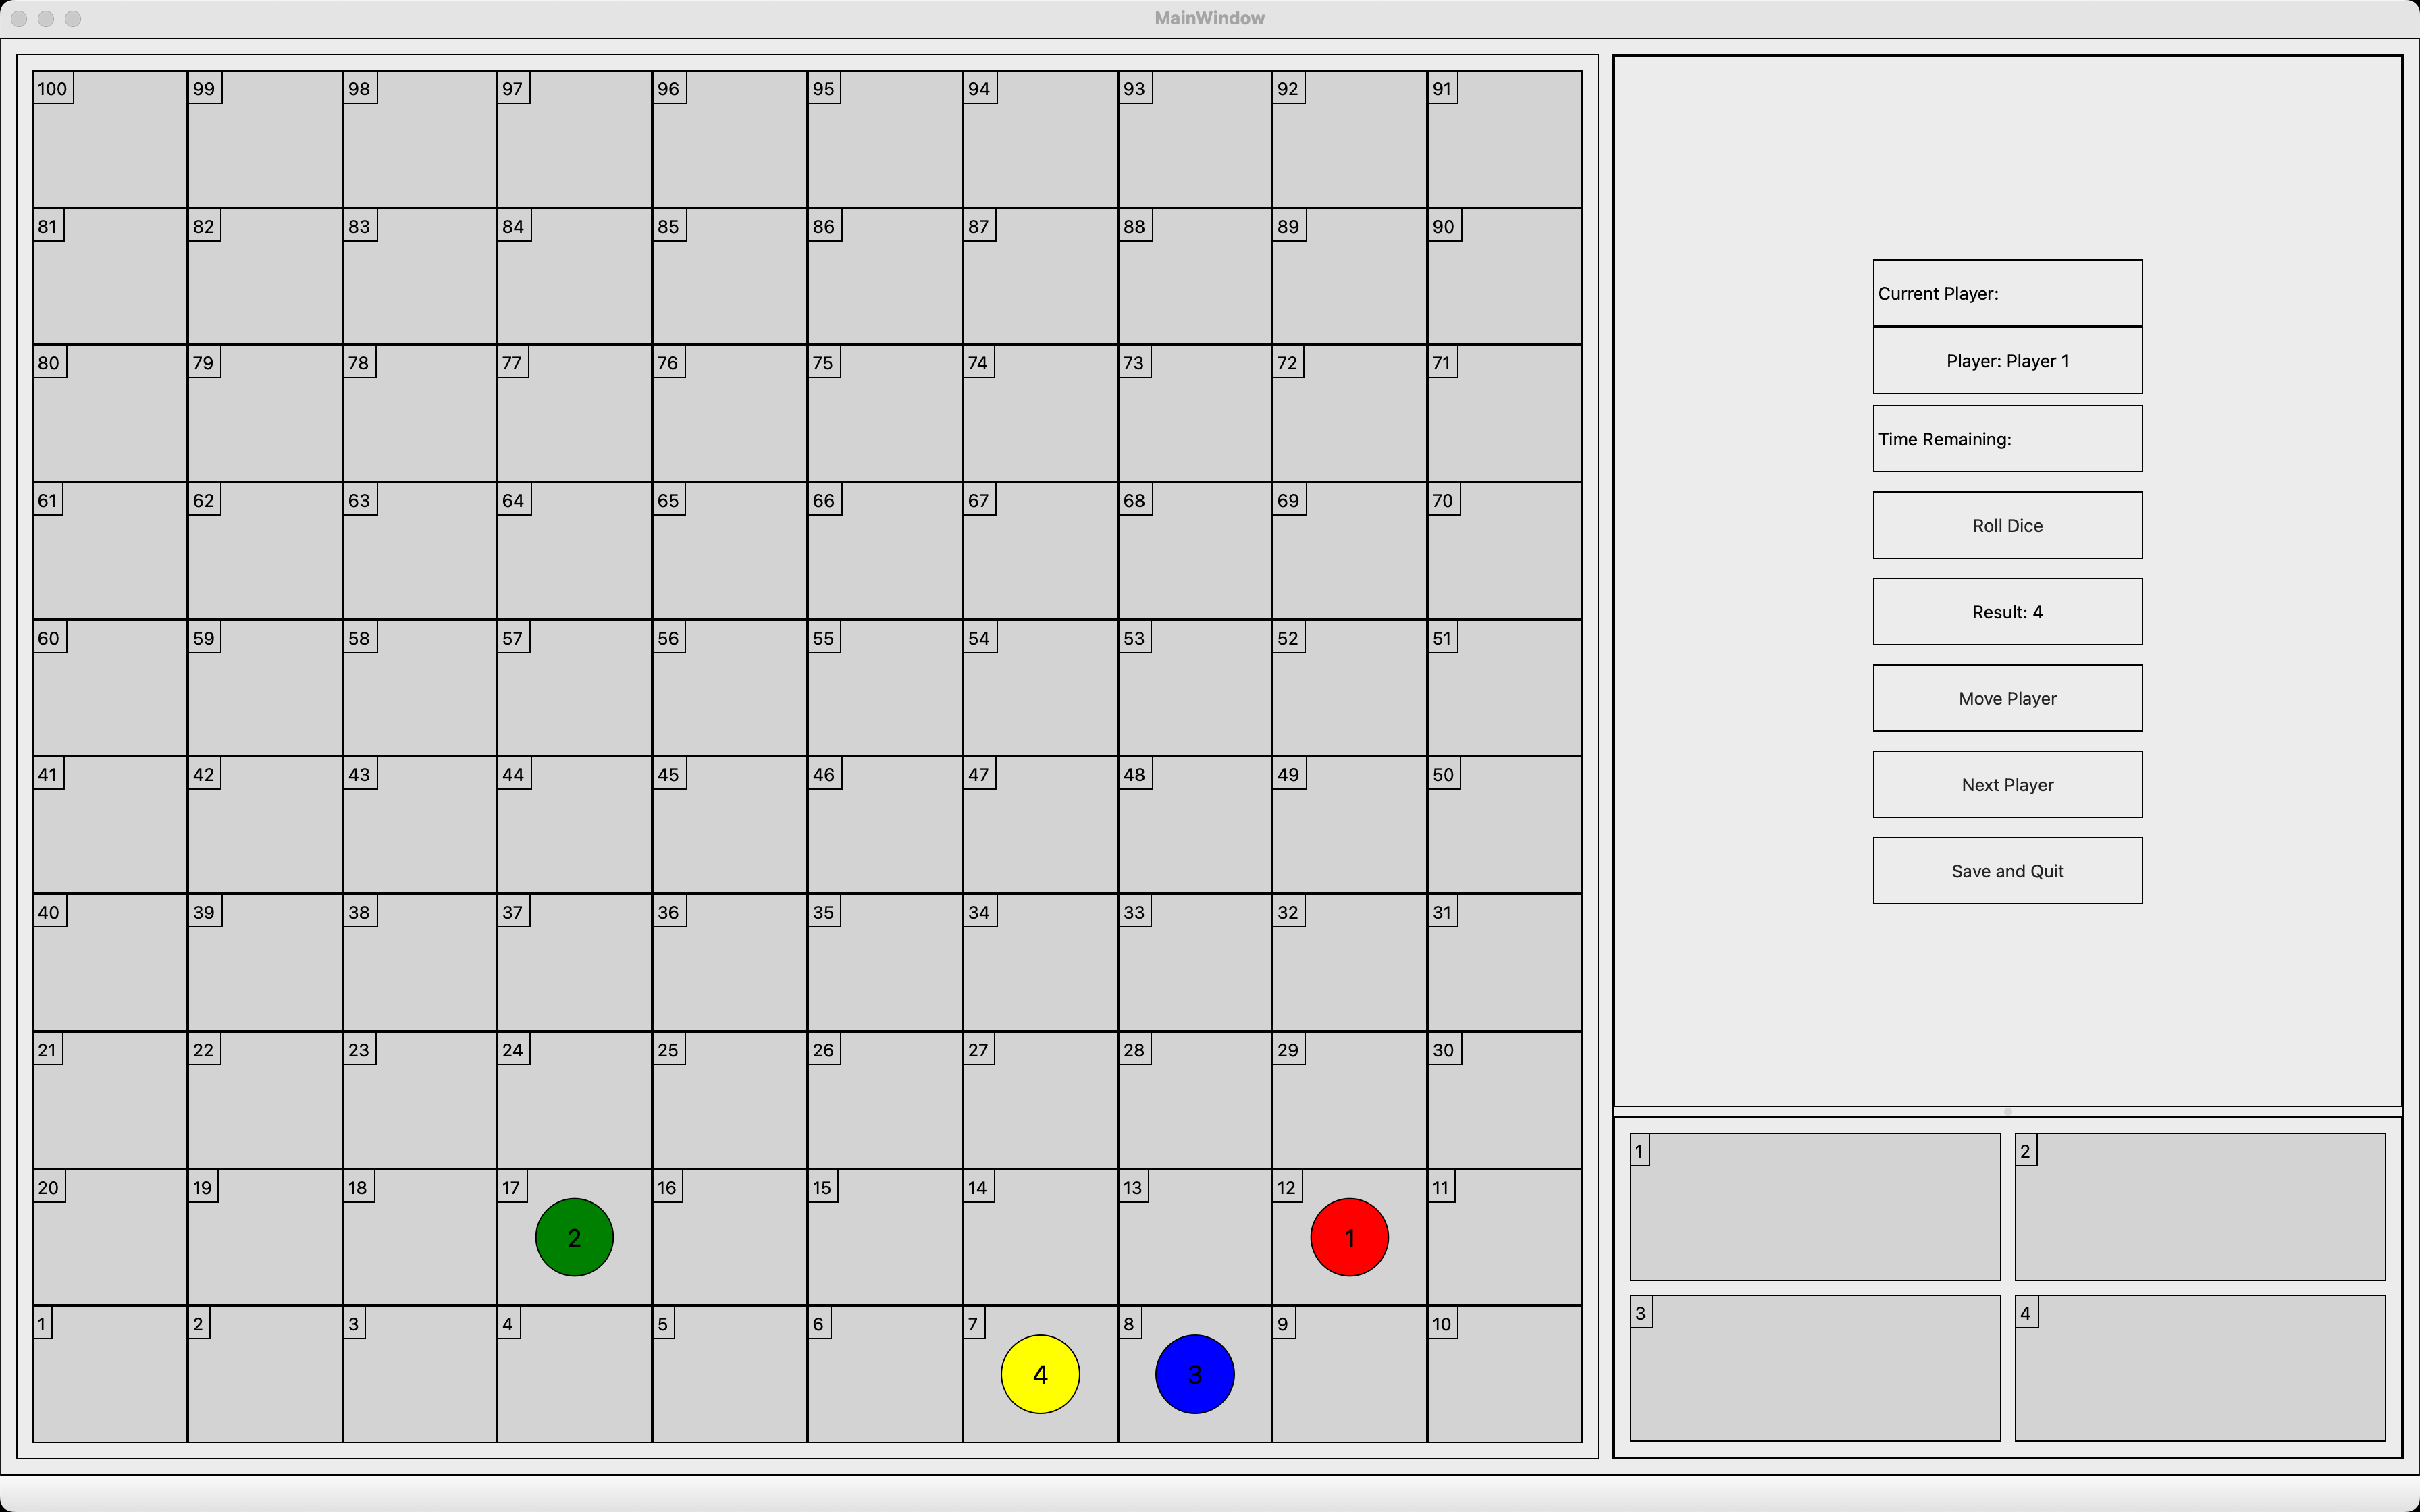 MainWindow
100 99 98 97 96 95 94 93 92 91
81 82 83 84 85 86 87 88 89 90
80 79 78 77 76 75 74 73 72 71
61 62 63 64 65 66 67 68 69 70
60 59 58 57 56 55 54 53 52 51
41 42 43 44 45 46 47 48 49 50
40 39 38 37 36 35 34 33 32 31
21 22 23 24 25 26 27 28 29 30
20 19 18 17 16 15 14 13 12 11
2 1
1 2 3 4 5 6 7 8 9 10
4 3
Current Player:
Player: Player 1
Time Remaining:
Roll Dice
Result: 4
Move Player
Next Player
Save and Quit
1 2
3 4